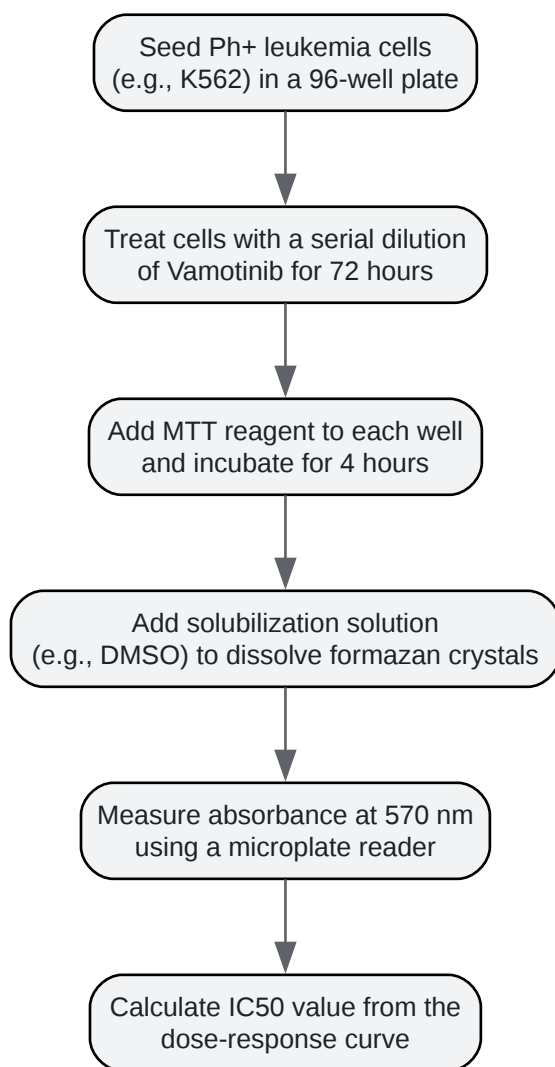 Seed Ph+ leukemia cells
(e.g., K562) in a 96-well plate
Treat cells with a serial dilution
of Vamotinib for 72 hours
Add MTT reagent to each well
and incubate for 4 hours
Add solubilization solution
(e.g., DMSO) to dissolve formazan crystals
Measure absorbance at 570 nm
using a microplate reader
Calculate IC50 value from the
dose-response curve